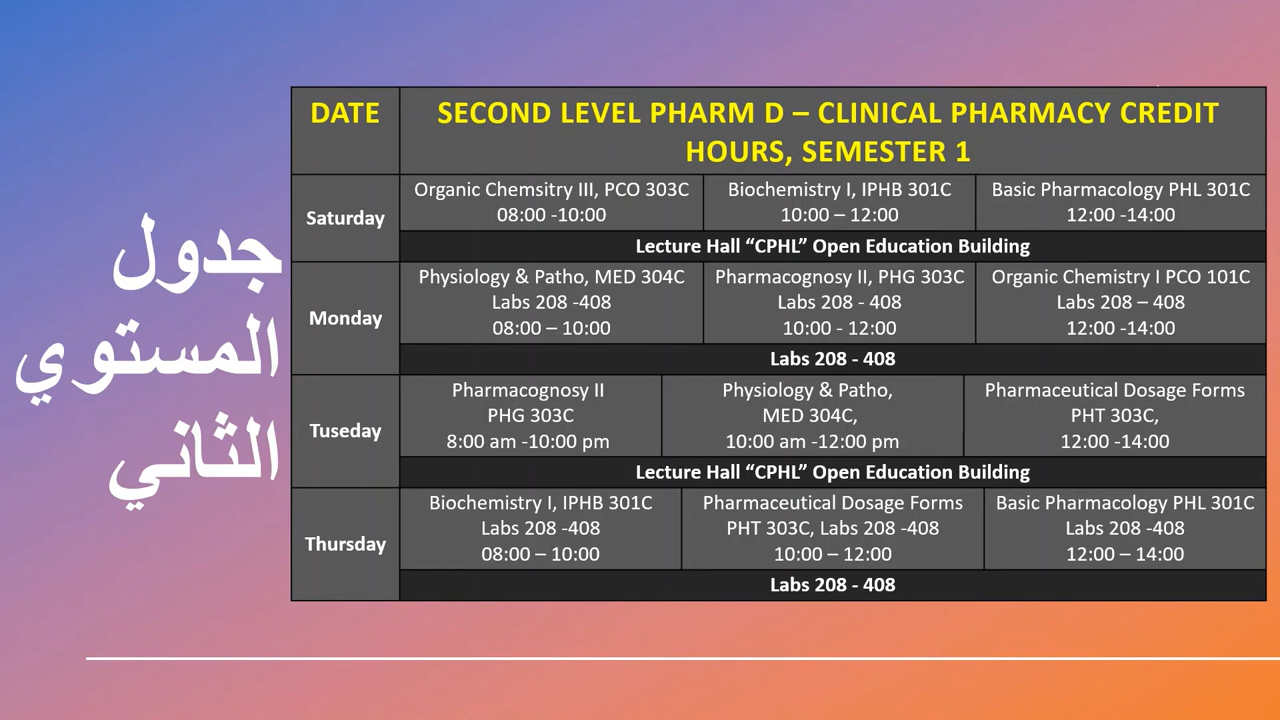 جدول
المستوي
الثاني
DATE
SECOND LEVEL PHARM D – CLINICAL PHARMACY CREDIT
HOURS, SEMESTER 1
Saturday
Organic Chemsitry III, PCO 303C
08:00 -10:00
Biochemistry I, IPHB 301C
10:00 – 12:00
Basic Pharmacology PHL 301C
12:00 -14:00
Lecture Hall “CPHL” Open Education Building
Monday
Physiology & Patho, MED 304C
Labs 208 -408
08:00 – 10:00
Pharmacognosy II, PHG 303C
Labs 208 - 408
10:00 - 12:00
Organic Chemistry I PCO 101C
Labs 208 – 408
12:00 -14:00
Labs 208 - 408
Tuseday
Pharmacognosy II
PHG 303C
8:00 am -10:00 pm
Physiology & Patho,
MED 304C,
10:00 am -12:00 pm
Pharmaceutical Dosage Forms
PHT 303C,
12:00 -14:00
Lecture Hall “CPHL” Open Education Building
Thursday
Biochemistry I, IPHB 301C
Labs 208 -408
08:00 – 10:00
Pharmaceutical Dosage Forms
PHT 303C, Labs 208 -408
10:00 – 12:00
Basic Pharmacology PHL 301C
Labs 208 -408
12:00 – 14:00
Labs 208 - 408